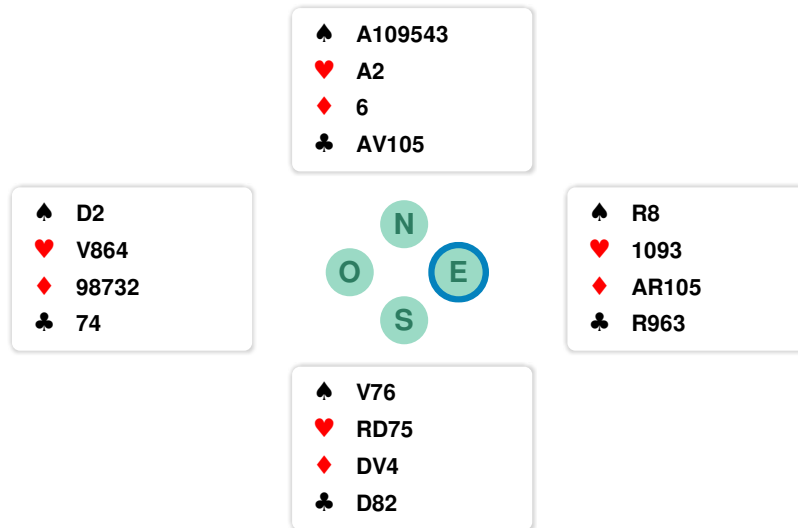 ♠ A109543
♥ A2
♦ 6
♣ AV105
♠ D2
♥ V864
♦ 98732
♣ 74
N
O
E
S
♠ R8
♥ 1093
♦ AR105
♣ R963
♠ V76
♥ RD75
♦ DV4
♣ D82